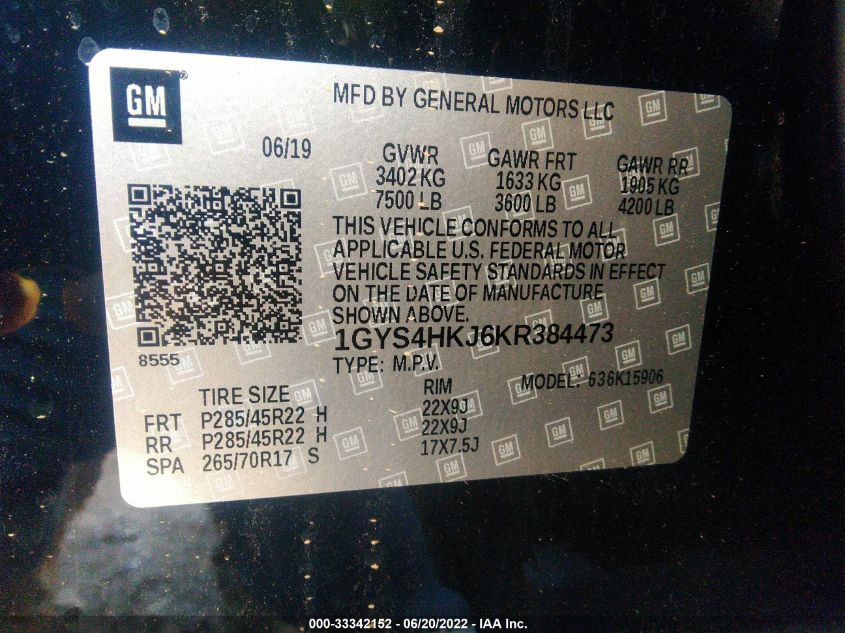 GM ®
MFD BY GENERAL MOTORS LLC
06/19
GVWR GAWR FRT GAWR RR
3402 KG 1633 KG 1905 KG
7500 LB 3600 LB 4200 LB
THIS VEHICLE CONFORMS TO ALL
APPLICABLE U.S. FEDERAL MOTOR
VEHICLE SAFETY STANDARDS IN EFFECT
ON THE DATE OF MANUFACTURE
SHOWN ABOVE.
1GYS4HKJ6KR384473
8555
TYPE: M.P.V. MODEL: 636K15906
TIRE SIZE RIM
FRT P285/45R22 H 22X9J
RR P285/45R22 H 22X9J
SPA 265/70R17 S 17X7.5J
000-33342152 - 06/20/2022 - IAA Inc.